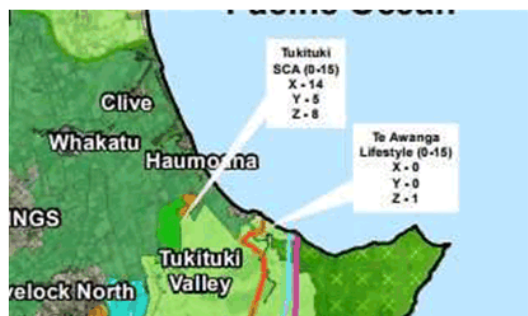 Pacific Ocean
Tukituki
SCA (0-15)
X - 14
Y - 5
Z - 8
Clive
Whakatu
Haumoana
Te Awanga
Lifestyle (0-15)
X - 0
Y - 0
Z - 1
NGS
Tukituki
Valley
velock North